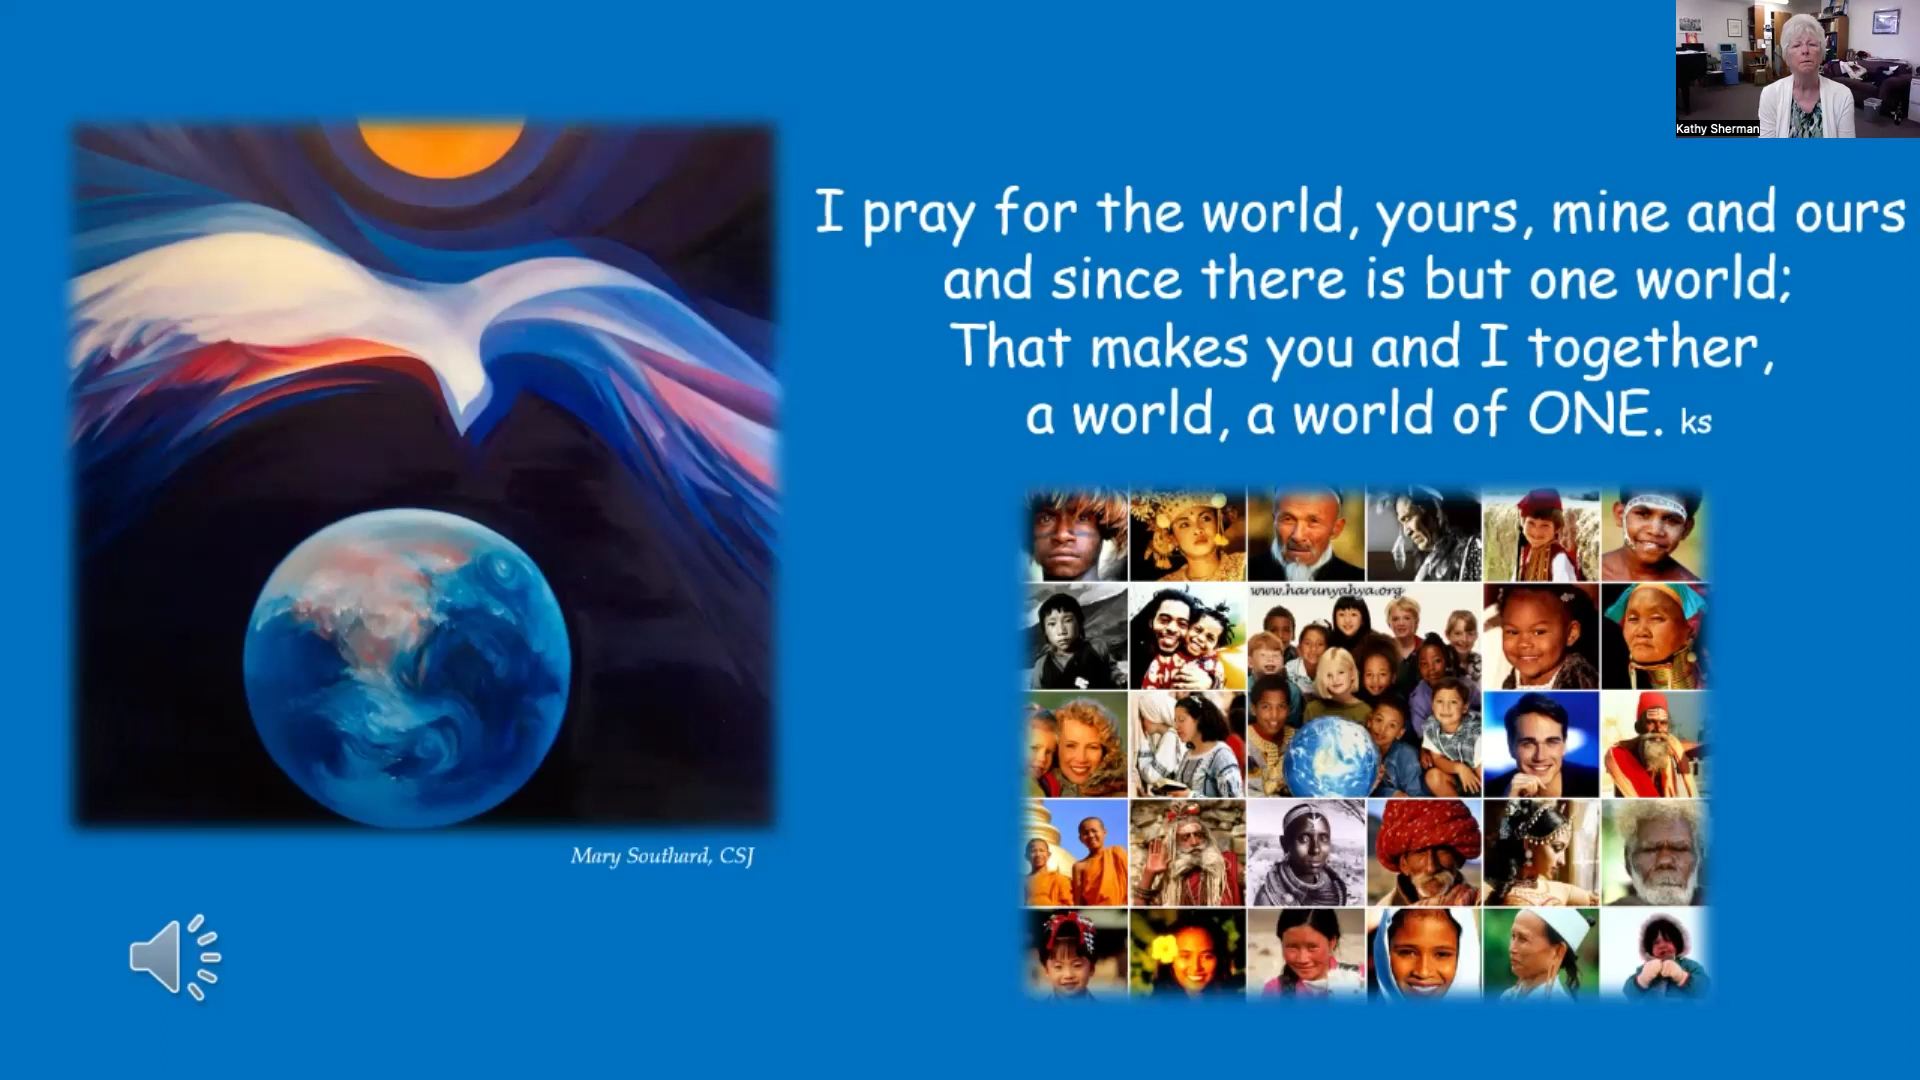 Kathy Sherman
I pray for the world, yours, mine and ours
and since there is but one world;
That makes you and I together,
a world, a world of ONE. ks
www.harunyahya.org
Mary Southard, CSJ